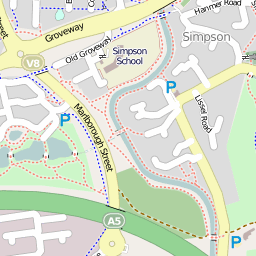 Groveway
Hanmer Road
Simpson
Old Groveway
Simpson
School
V8
P
Lissel Road
P
Marlborough Street
A5
P